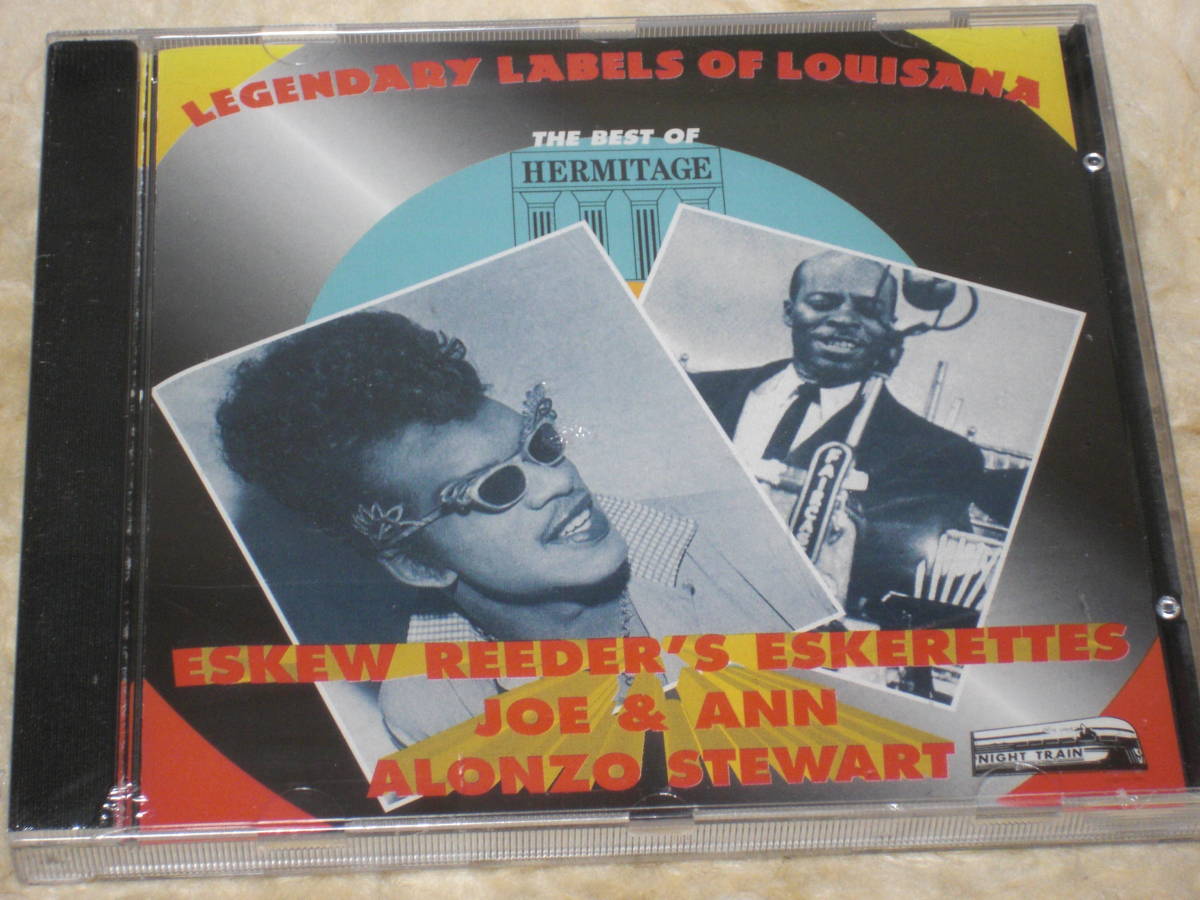 LEGENDARY LABELS OF LOUISANA
THE BEST OF
HERMITAGE
ESKEW REEDER'S ESKERETTES
JOE & ANN
ALONZO STEWART
NIGHT TRAIN